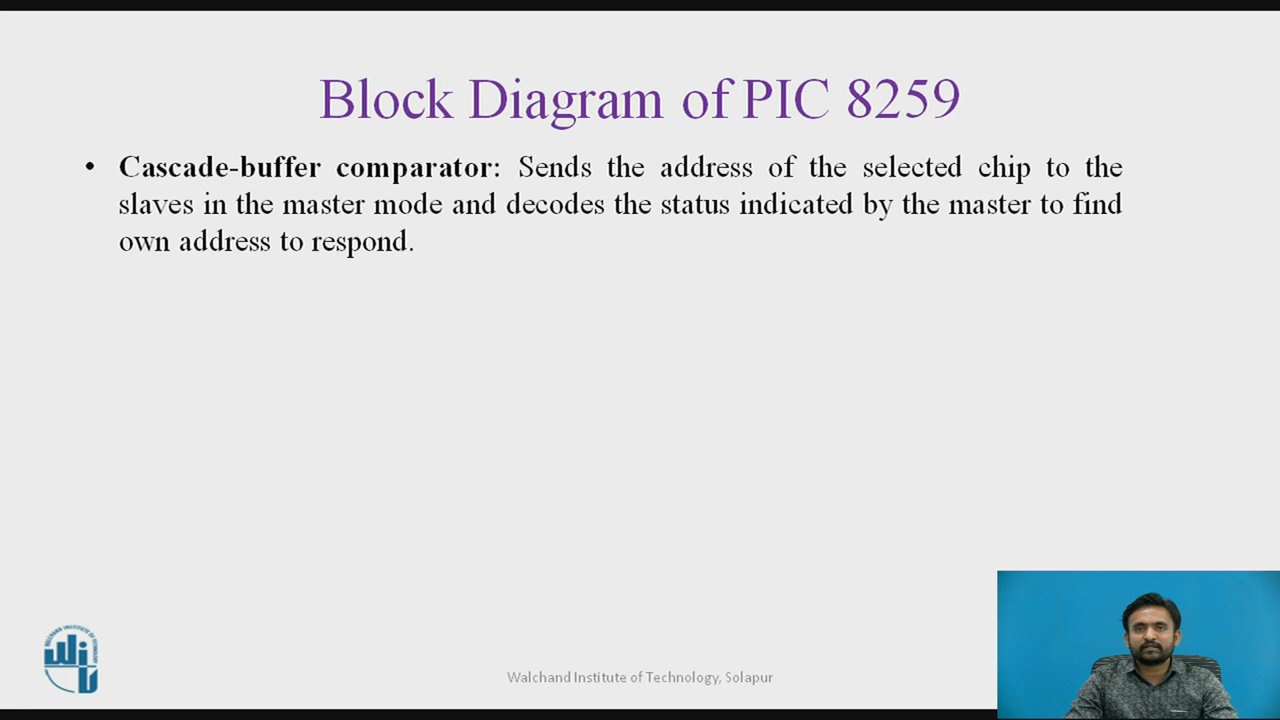 Block Diagram of PIC 8259
• Cascade-buffer comparator: Sends the address of the selected chip to the
slaves in the master mode and decodes the status indicated by the master to find
own address to respond.
Walchand Institute of Technology, Solapur